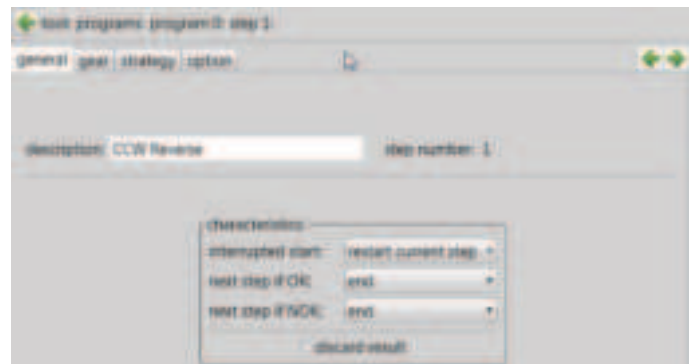 tool: programs: program 0: step 1:
general gear strategy option
description: CCW Reverse step number: 1
characteristics
interrupted start: restart current step
next step if OK: end
next step if NOK: end
discard result